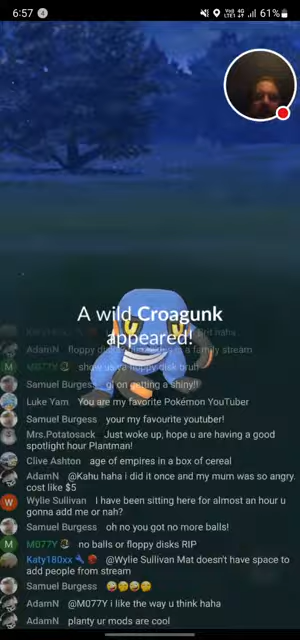 6:57 4 61%
A wild Croagunk
appeared!
AdamN floppy a family stream
M077Y show us ya floppy disk bruh
Samuel Burgess gl on getting a shiny!!
Luke Yam You are my favorite Pokémon YouTuber
Samuel Burgess your my favourite youtuber!
Mrs.Potatosack Just woke up, hope u are having a good
spotlight hour Plantman!
Clive Ashton age of empires in a box of cereal
AdamN @Kahu haha i did it once and my mum was so angry.
cost like $5
W Wylie Sullivan I have been sitting here for almost an hour u
gonna add me or nah?
Samuel Burgess oh no you got no more balls!
M M077Y no balls or floppy disks RIP
Katy180xx @Wylie Sullivan Mat doesn't have space to
add people from stream
Samuel Burgess 🤣🤭🤣🤭
AdamN @M077Y i like the way u think haha
AdamN planty ur mods are cool